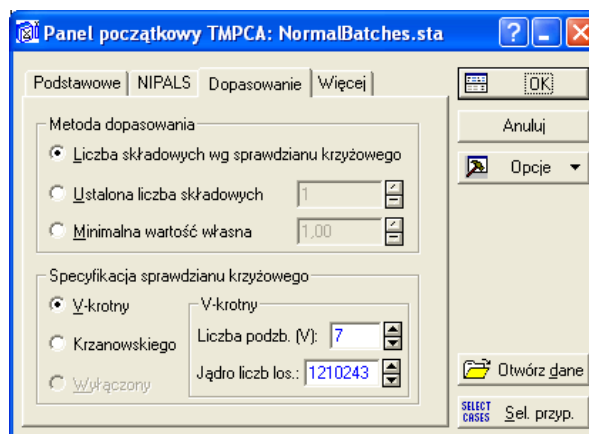 Panel początkowy TMPCA: NormalBatches.sta
Podstawowe NIPALS Dopasowanie Więcej
OK
Anuluj
Opcje
Metoda dopasowania
Liczba składowych wg sprawdzianu krzyżowego
Ustalona liczba składowych 1
Minimalna wartość własna 1,00
Specyfikacja sprawdzianu krzyżowego
V-krotny
Krzanowskiego
Wyłączony
V-krotny
Liczba podzb. (V): 7
Jądro liczb los.: 1210243
Otwórz dane
SELECT CASES Sel. przyp.